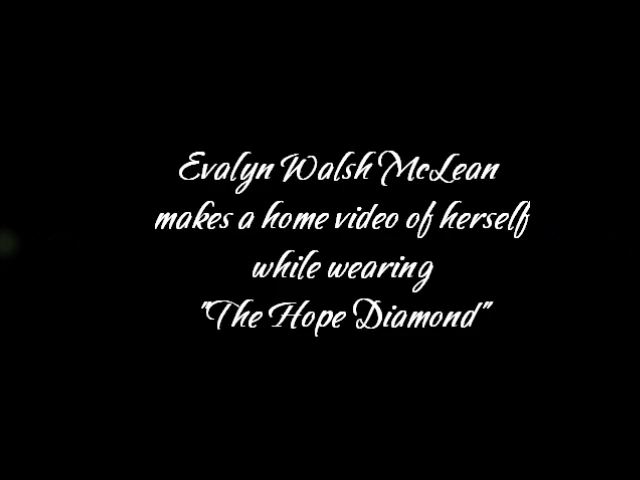 Evalyn Walsh McLean
makes a home video of herself
while wearing
"The Hope Diamond"